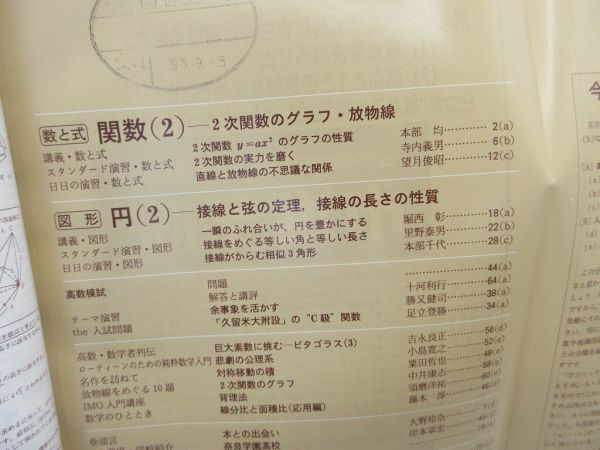 95.9.-5
数と式 関数(2)—2次関数のグラフ・放物線
講義・数と式 2次関数 y=ax² のグラフの性質 本部 均…………2(a)
スタンダード演習・数と式 2次関数の実力を磨く 寺内義男…………6(b)
日日の演習・数と式 直線と放物線の不思議な関係 望月俊昭…………12(c)
図形 円(2)—接線と弦の定理，接線の長さの性質
講義・図形 一瞬のふれ合いが，円を豊かにする 堀西 彰…………18(a)
スタンダード演習・図形 接線をめぐる等しい角と等しい長さ 里野泰男…………22(b)
日日の演習・図形 接線がからむ相似3角形 本部千代…………28(c)
高数模試 問題 …………44(a)
解答と講評 十河利行…………64(a)
テーマ演習 余事象を活かす 勝又健司…………38(a)
the 入試問題 「久留米大附設」の“C級”関数 足立登勝…………34(a)
高数・数学者列伝 巨大素数に挑む—ピタゴラス(3) 吉永良正…………56(d)
ローティーンのための純粋数学入門 悲劇の公理系 小島寛之…………52(e)
名作を訪ねて 対称移動の積 栗田哲也…………48(e)
放物線をめぐる10題 2次関数のグラフ 中井康志…………58(e)
IMO入門講座 背理法 須磨洋祐…………60(e)
数学のひととき 線分比と面積比(応用編) 藤木 淳…………46(e)
巻頭言 本との出会い 大野裕奈…………1(d)
学校紹介 奈良学園高校 岸本章宏…………78(d)